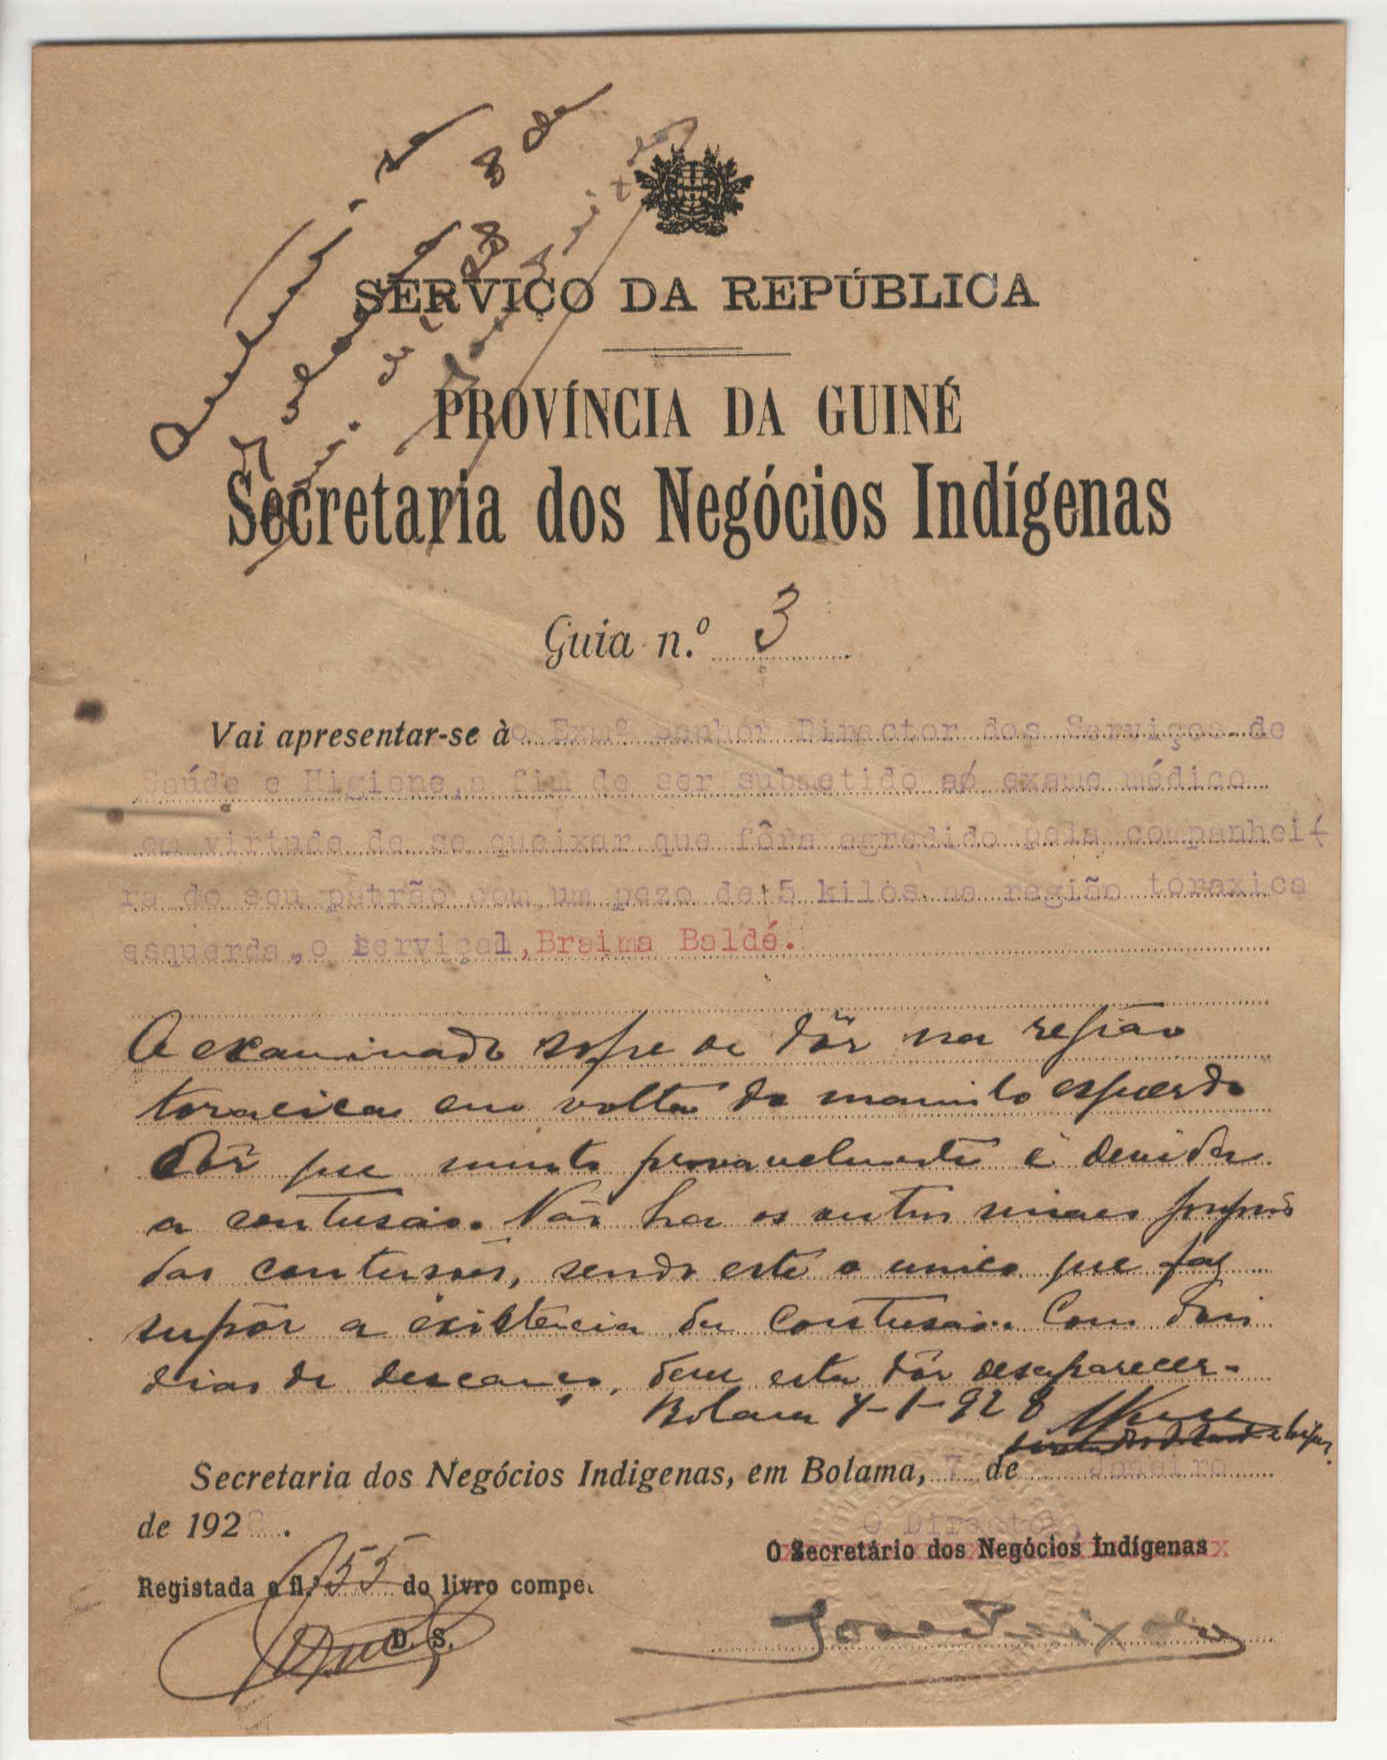 SERVIÇO DA REPÚBLICA
PROVÍNCIA DA GUINÉ
Secretaria dos Negócios Indígenas
Guia n.º 3
Vai apresentar-se ào Exmº Senhor Director dos Serviços de
Saúde e Higiene, a fim de ser submetido ao exame médico
em virtude de se queixar que fôra agredido pela companhei
ra do seu patrão com um pezo de 5 kilos na região toraxica
esquerda, o serviçal, Braima Baldé.
O examinado sofre de dôr na região
toracica em volta do mamilo esquerdo
Dôr que muito provavelmente é devida
a contusão. Não ha os outros sinaes proprios
das contusões, sendo este o unico que faz
supôr a existencia da contusão. Com dois
dias de descanço, deve esta dôr desaparecer-
Bolama 7-1-928
Secretaria dos Negócios Indigenas, em Bolama, 7 de Janeiro
de 192 .
O Director,
O Secretário dos Negócios Indígenas
Registada a fl. 55 do livro compe.
D. S.